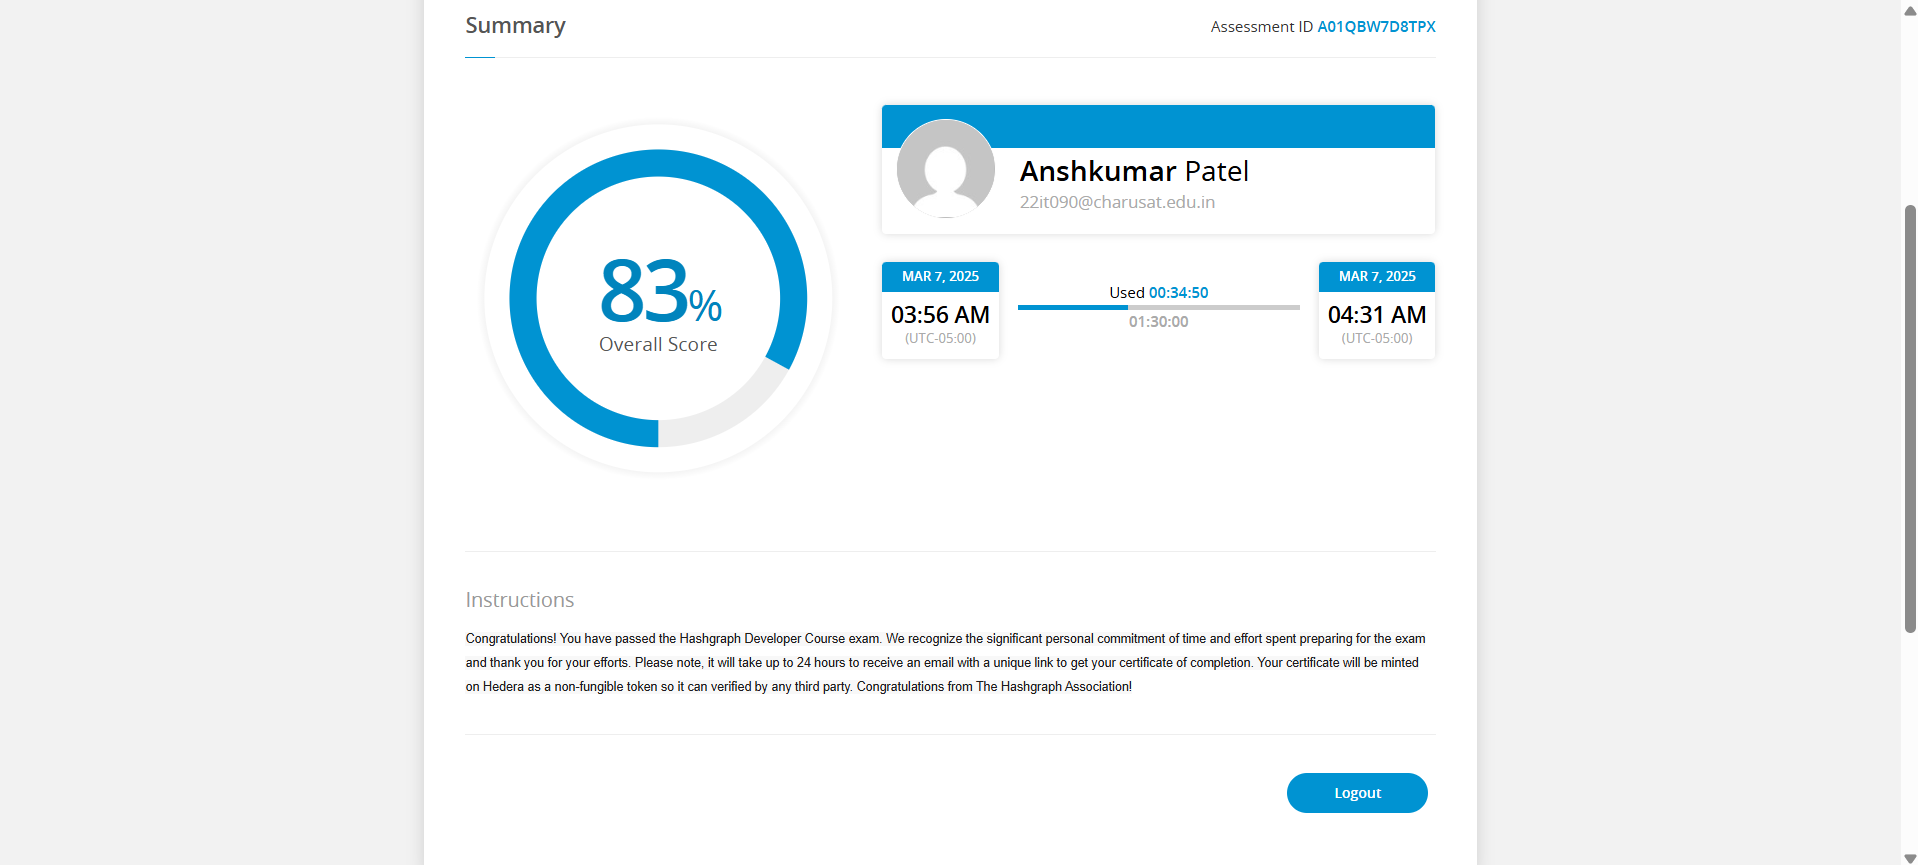 Summary
Assessment ID A01QBW7D8TPX
83%
Overall Score
Anshkumar Patel
22it090@charusat.edu.in
MAR 7, 2025
03:56 AM
(UTC-05:00)
Used 00:34:50
01:30:00
MAR 7, 2025
04:31 AM
(UTC-05:00)
Instructions
Congratulations! You have passed the Hashgraph Developer Course exam. We recognize the significant personal commitment of time and effort spent preparing for the exam
and thank you for your efforts. Please note, it will take up to 24 hours to receive an email with a unique link to get your certificate of completion. Your certificate will be minted
on Hedera as a non-fungible token so it can verified by any third party. Congratulations from The Hashgraph Association!
Logout